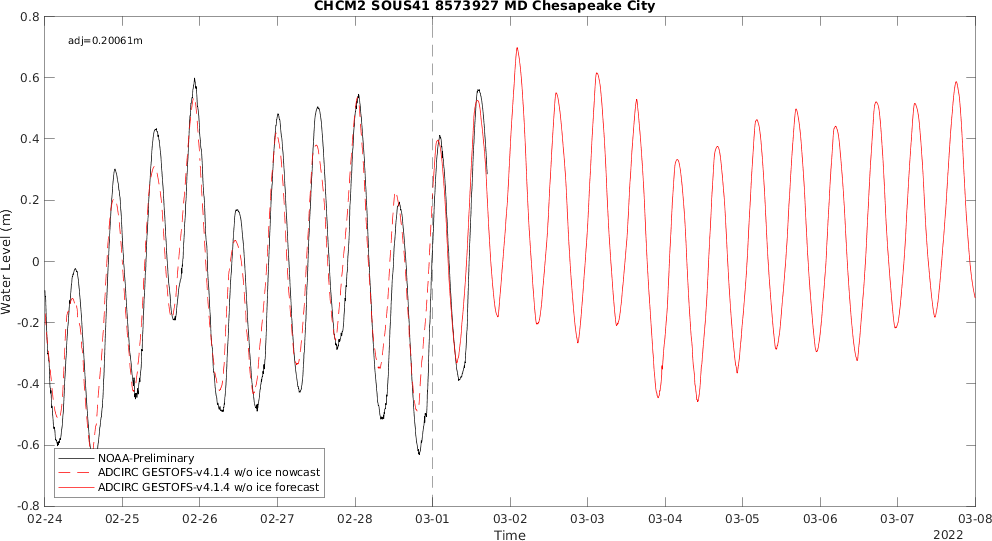 CHCM2 SOUS41 8573927 MD Chesapeake City
adj=0.20061m
Water Level (m)
0.8
0.6
0.4
0.2
0
-0.2
-0.4
-0.6
-0.8
NOAA-Preliminary
ADCIRC GESTOFS-v4.1.4 w/o ice nowcast
ADCIRC GESTOFS-v4.1.4 w/o ice forecast
02-24 02-25 02-26 02-27 02-28 03-01 03-02 03-03 03-04 03-05 03-06 03-07 03-08
Time
2022